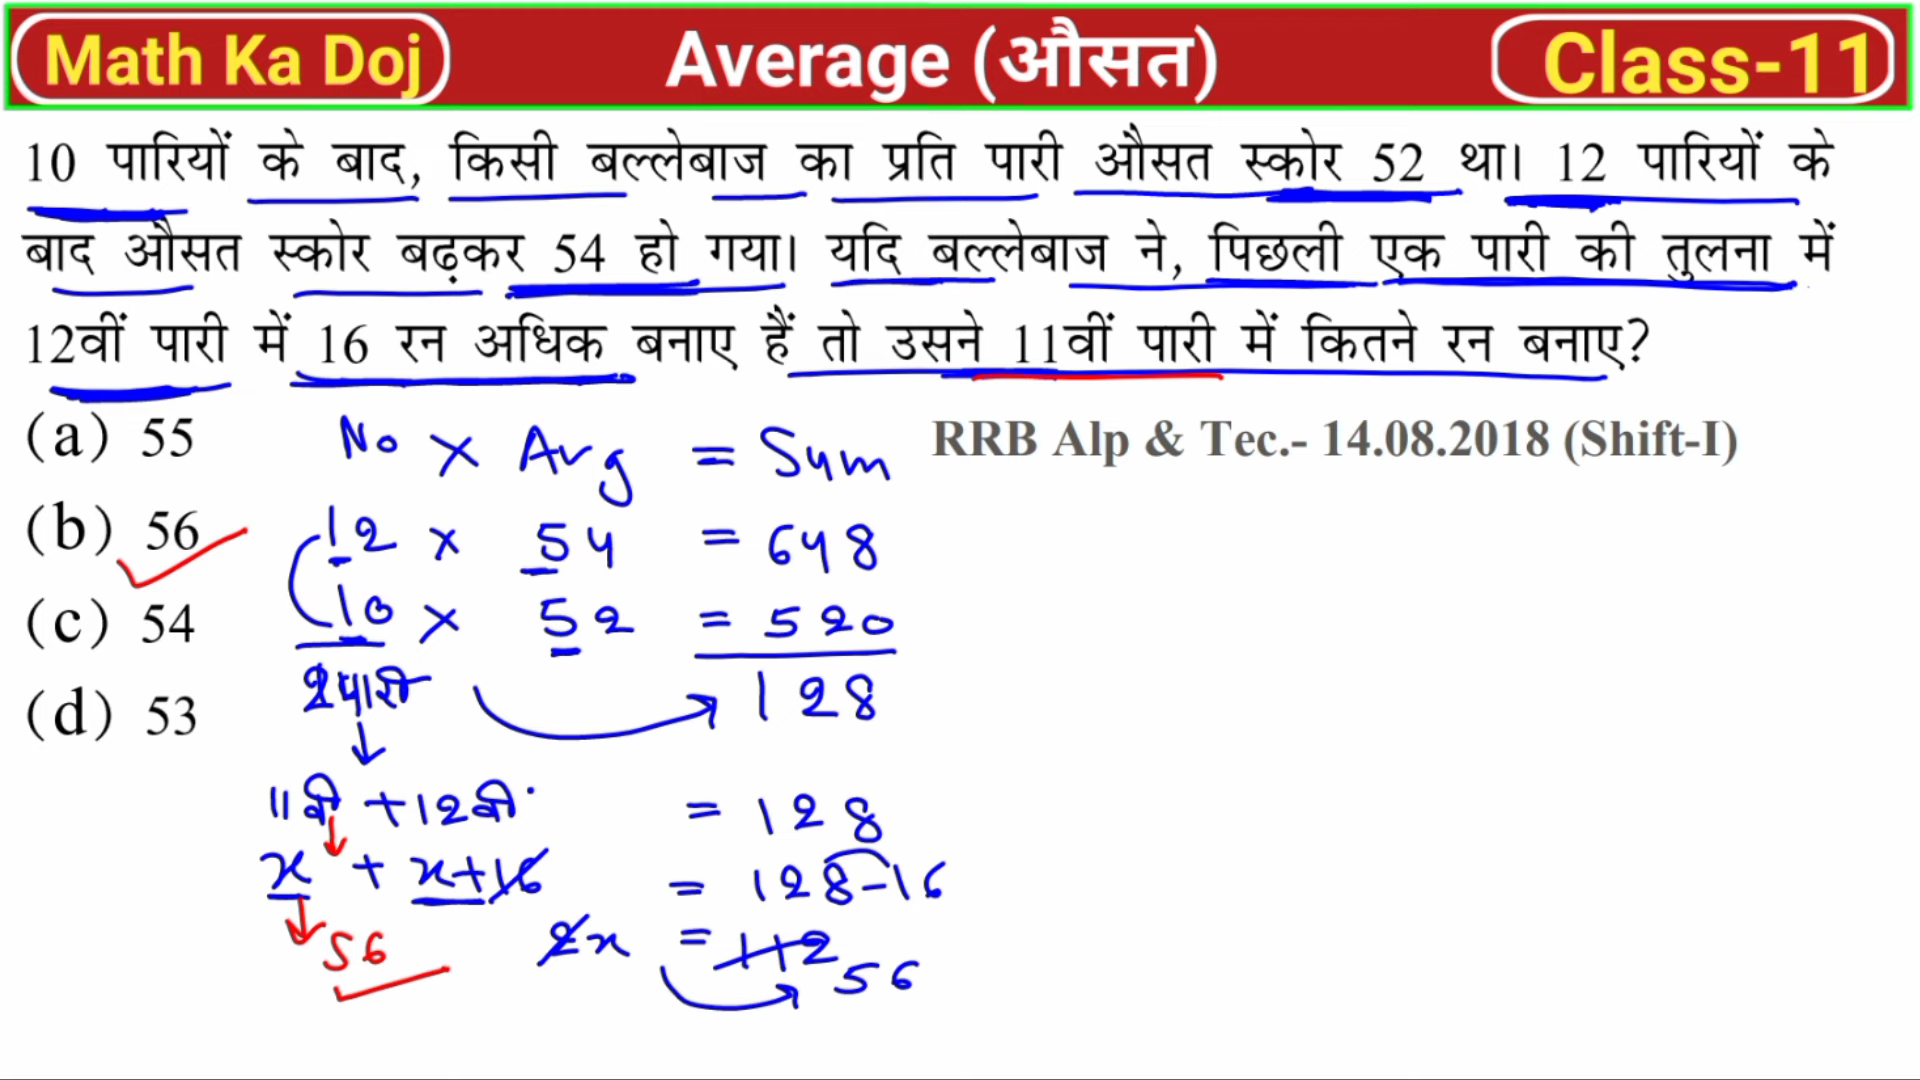 Math Ka Doj Average (औसत) Class-11
10 पारियों के बाद, किसी बल्लेबाज का प्रति पारी औसत स्कोर 52 था। 12 पारियों के
बाद औसत स्कोर बढ़कर 54 हो गया। यदि बल्लेबाज ने, पिछली एक पारी की तुलना में
12वीं पारी में 16 रन अधिक बनाए हैं तो उसने 11वीं पारी में कितने रन बनाए?
(a) 55
RRB Alp & Tec.- 14.08.2018 (Shift-I)
(b) 56
(c) 54
(d) 53
No × Avg = Sum
12 × 54 = 648
10 × 52 = 520
2पारी 128
11वी + 12वी = 128
x + x+16 = 128-16
2x = 112
56
56